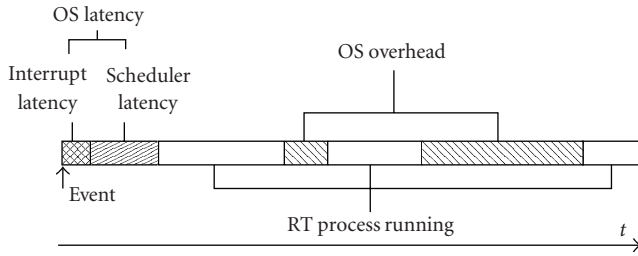 OS latency
Interrupt latency
Scheduler latency
OS overhead
Event
RT process running
t